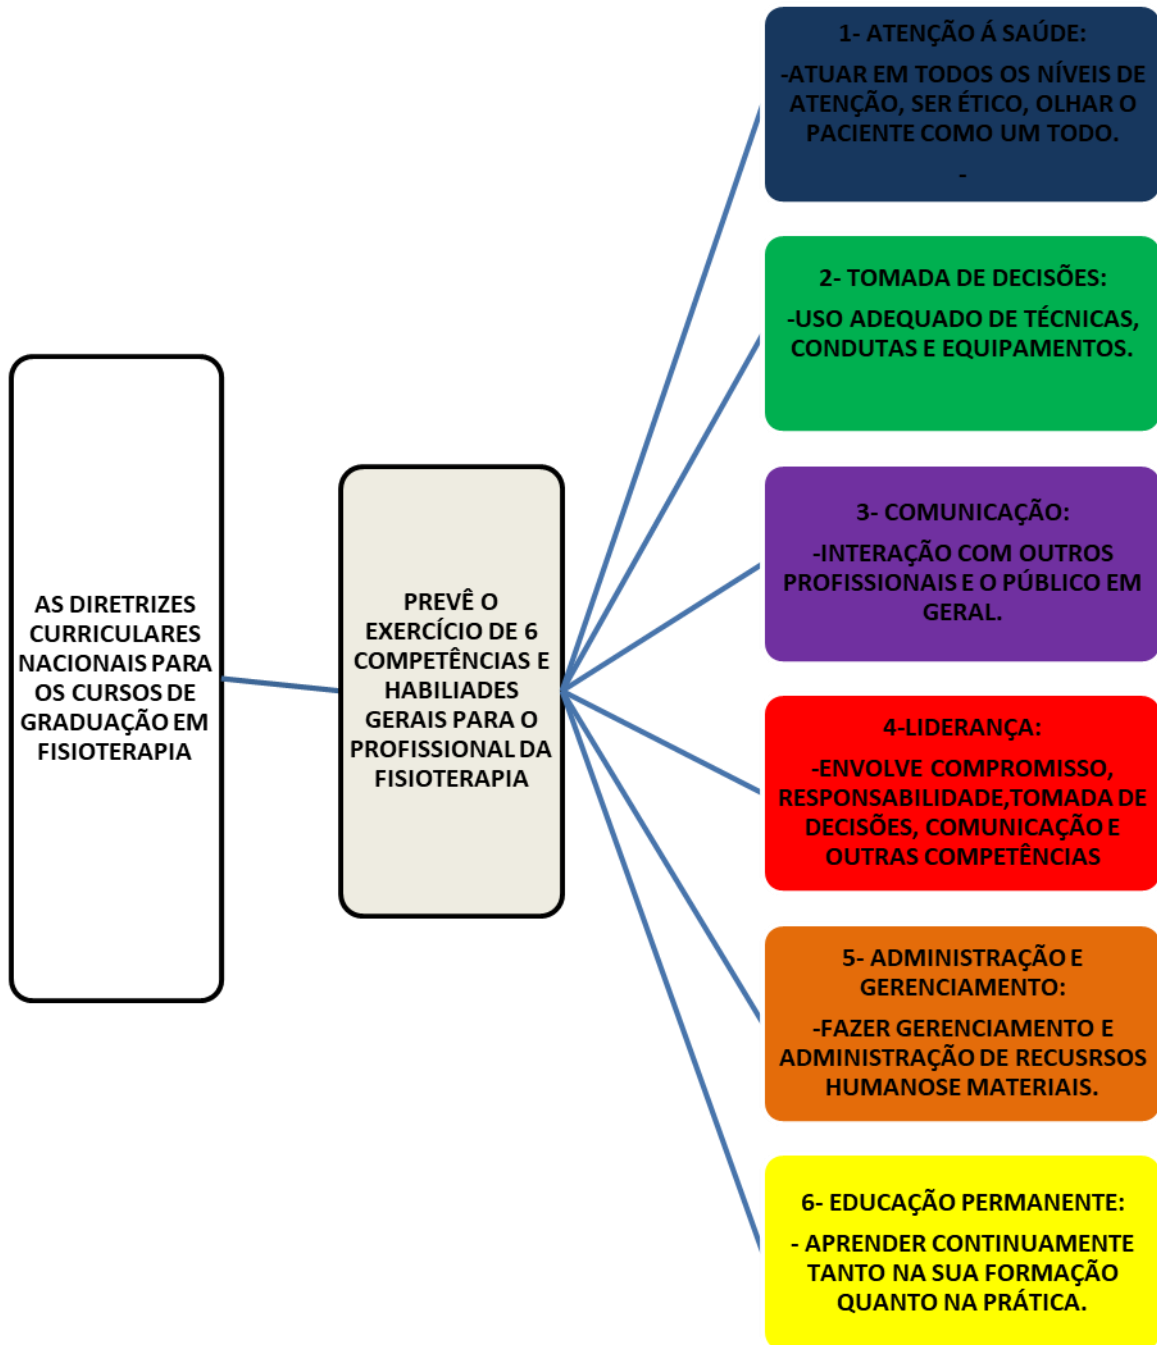 AS DIRETRIZES
CURRICULARES
NACIONAIS PARA
OS CURSOS DE
GRADUAÇÃO EM
FISIOTERAPIA
PREVÊ O
EXERCÍCIO DE 6
COMPETÊNCIAS E
HABILIADES
GERAIS PARA O
PROFISSIONAL DA
FISIOTERAPIA
1- ATENÇÃO Á SAÚDE:
-ATUAR EM TODOS OS NÍVEIS DE
ATENÇÃO, SER ÉTICO, OLHAR O
PACIENTE COMO UM TODO.
-
2- TOMADA DE DECISÕES:
-USO ADEQUADO DE TÉCNICAS,
CONDUTAS E EQUIPAMENTOS.
3- COMUNICAÇÃO:
-INTERAÇÃO COM OUTROS
PROFISSIONAIS E O PÚBLICO EM
GERAL.
4-LIDERANÇA:
-ENVOLVE COMPROMISSO,
RESPONSABILIDADE,TOMADA DE
DECISÕES, COMUNICAÇÃO E
OUTRAS COMPETÊNCIAS
5- ADMINISTRAÇÃO E
GERENCIAMENTO:
-FAZER GERENCIAMENTO E
ADMINISTRAÇÃO DE RECUSRSOS
HUMANOSE MATERIAIS.
6- EDUCAÇÃO PERMANENTE:
- APRENDER CONTINUAMENTE
TANTO NA SUA FORMAÇÃO
QUANTO NA PRÁTICA.